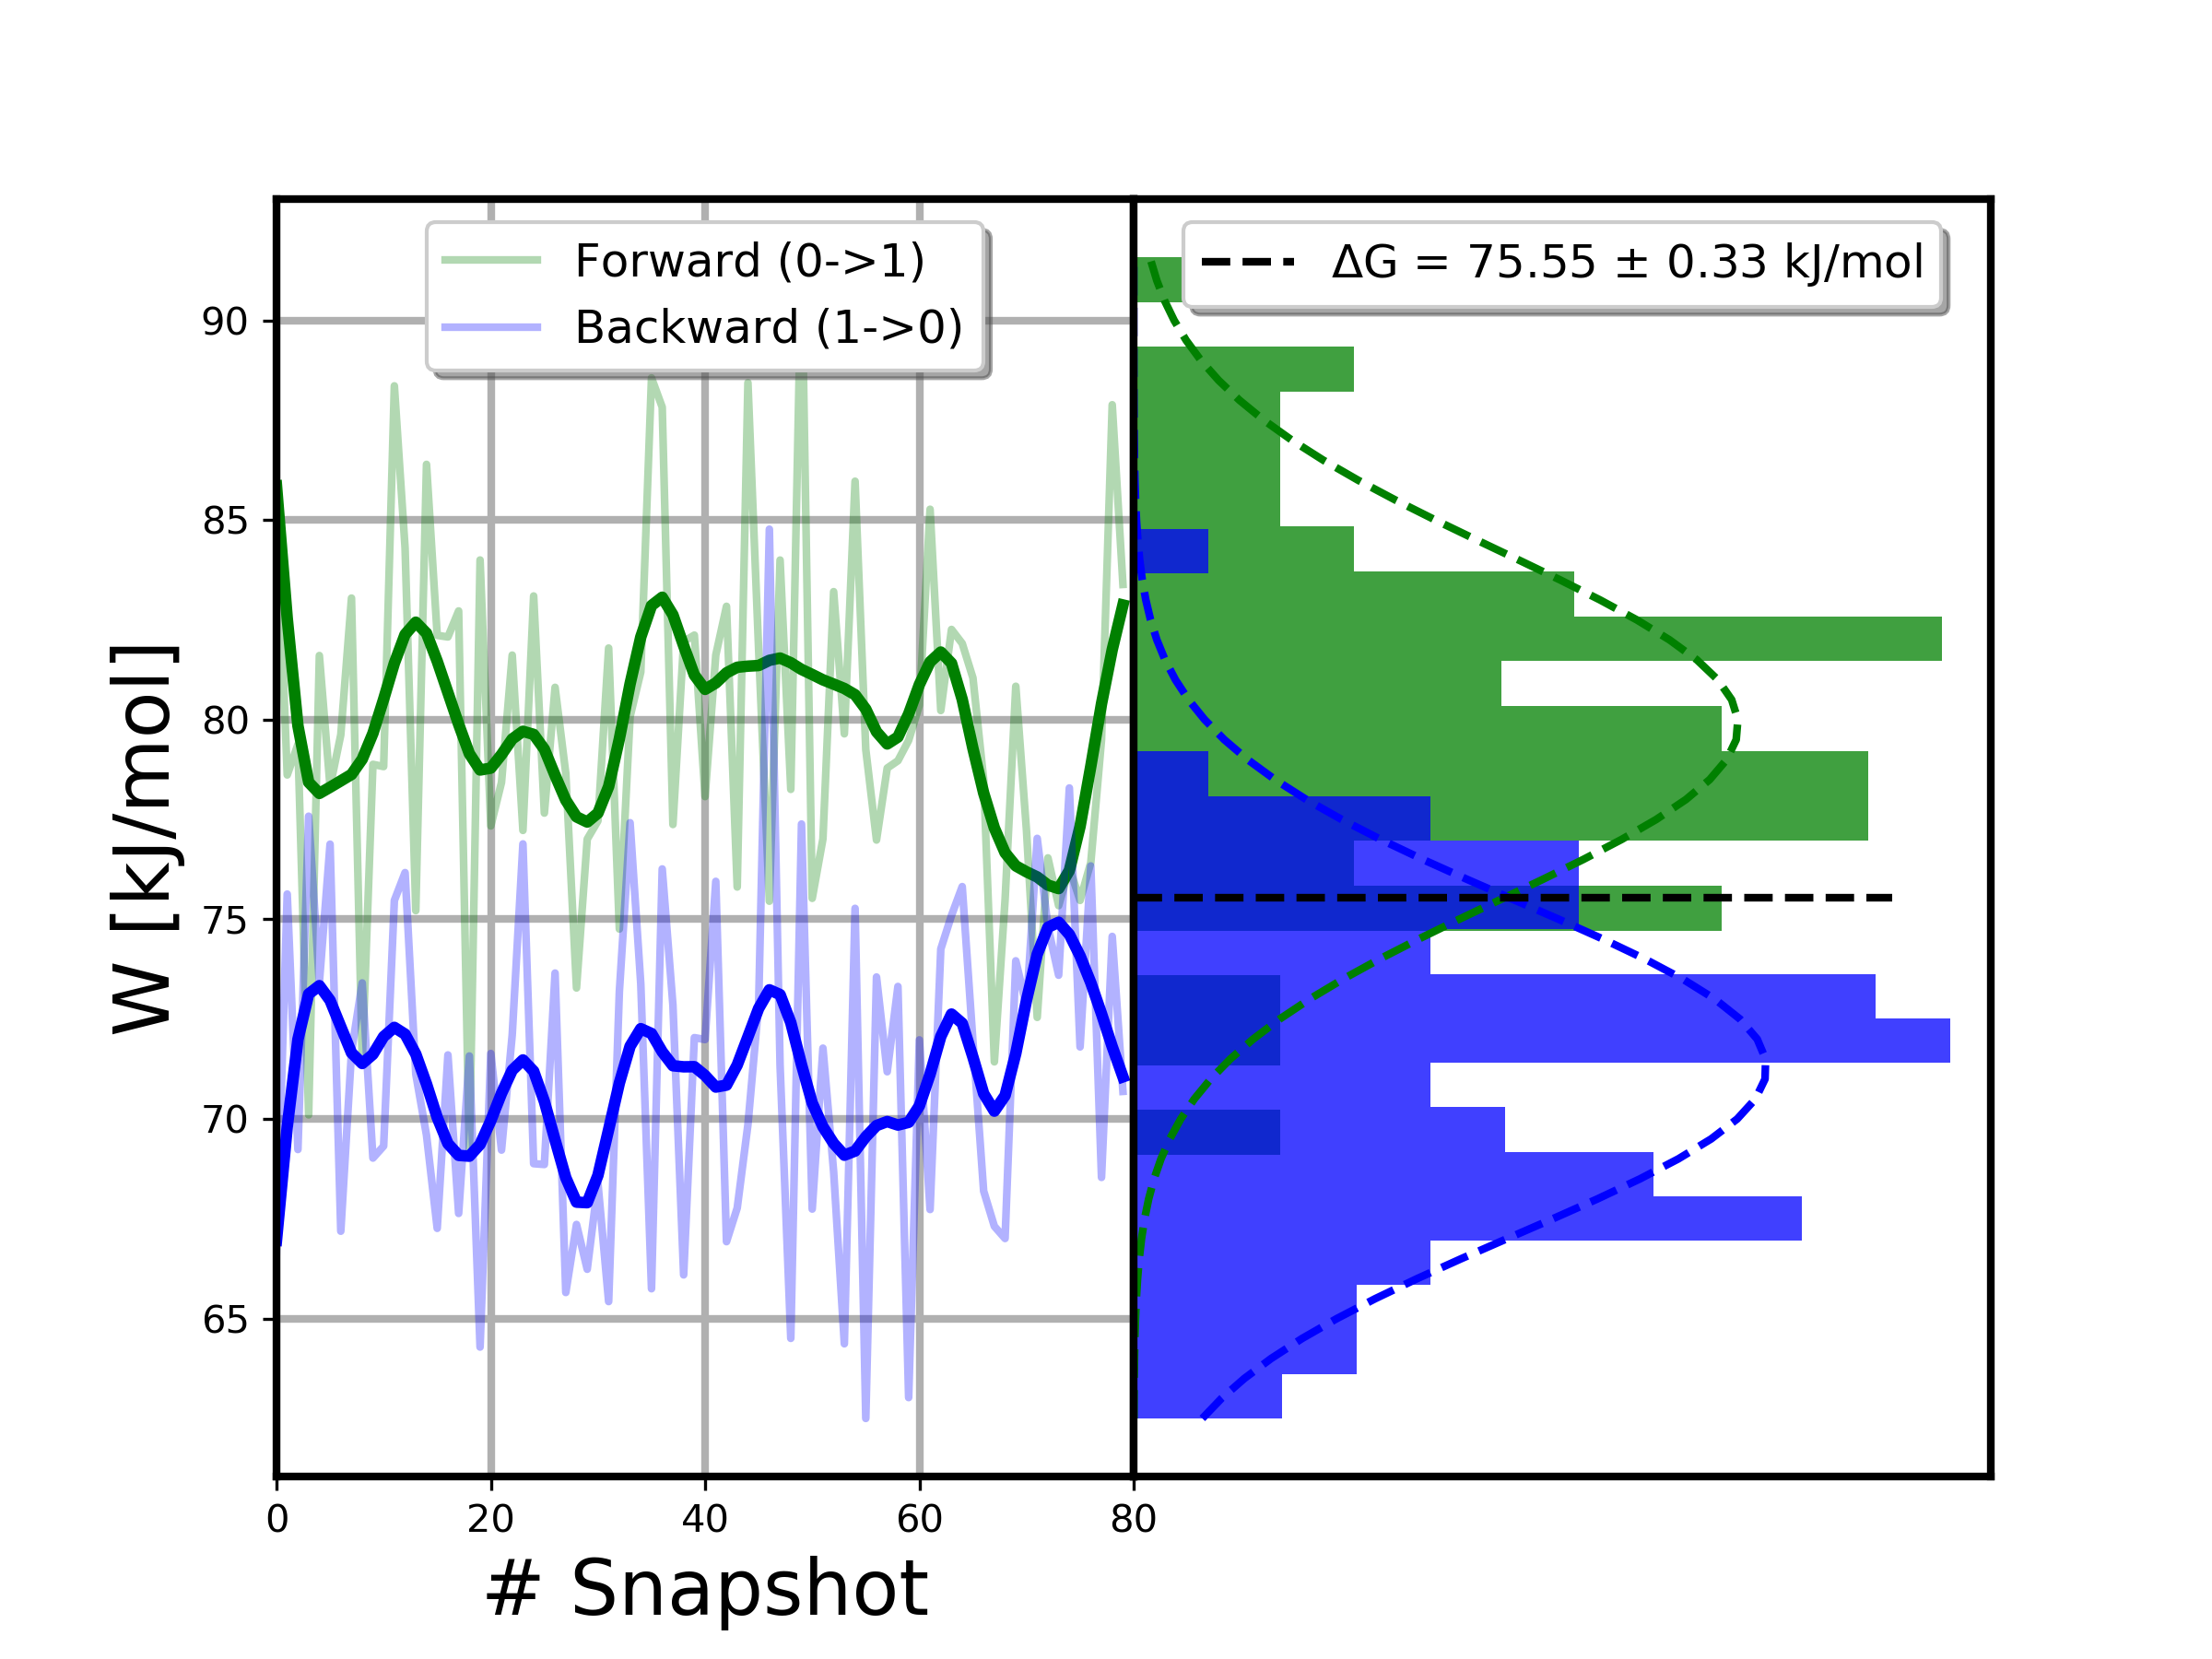 Forward (0->1)
Backward (1->0)
ΔG = 75.55 ± 0.33 kJ/mol
90
85
80
75
70
65
W [kJ/mol]
0 20 40 60 80
# Snapshot